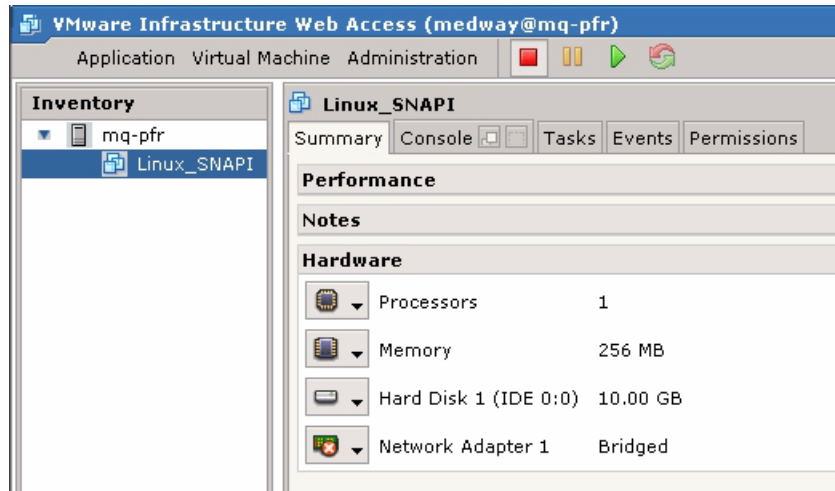 VMware Infrastructure Web Access (medway@mq-pfr)
Application Virtual Machine Administration
Inventory
mq-pfr
Linux_SNAPI
Linux_SNAPI
Summary Console Tasks Events Permissions
Performance
Notes
Hardware
Processors 1
Memory 256 MB
Hard Disk 1 (IDE 0:0) 10.00 GB
Network Adapter 1 Bridged